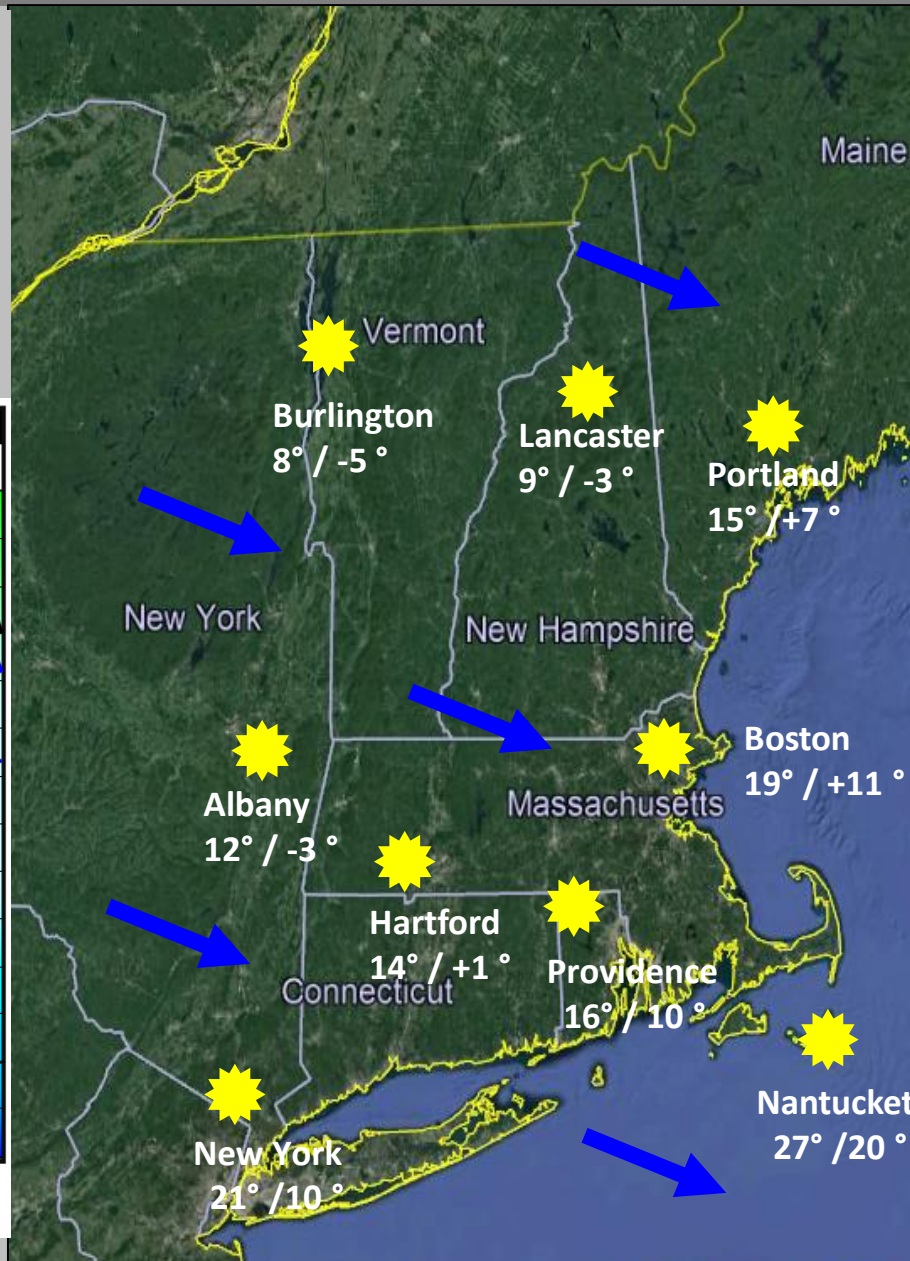 Maine
Vermont
Burlington
8° / -5 °
Lancaster
9° / -3 °
Portland
15° /+7 °
New York
New Hampshire
Boston
19° / +11 °
Massachusetts
Albany
12° / -3 °
Hartford
14° / +1 °
Providence
16° / 10 °
Connecticut
Nantucket
27° /20 °
New York
21° /10 °